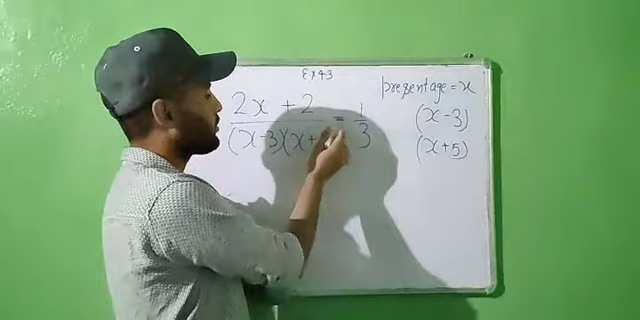 Ex 4.3
presentage = x
2x + 2 / (x-3)(x+ = 1/3
(x-3)
(x+5)